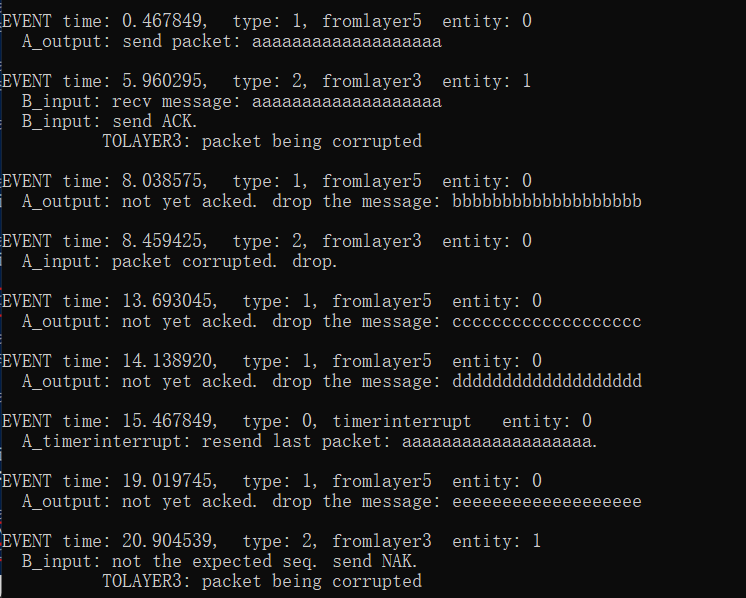 EVENT time: 0.467849,  type: 1, fromlayer5  entity: 0
A_output: send packet: aaaaaaaaaaaaaaaaaaa
EVENT time: 5.960295,  type: 2, fromlayer3  entity: 1
B_input: recv message: aaaaaaaaaaaaaaaaaaa
B_input: send ACK.
TOLAYER3: packet being corrupted
EVENT time: 8.038575,  type: 1, fromlayer5  entity: 0
A_output: not yet acked. drop the message: bbbbbbbbbbbbbbbbbbb
EVENT time: 8.459425,  type: 2, fromlayer3  entity: 0
A_input: packet corrupted. drop.
EVENT time: 13.693045,  type: 1, fromlayer5  entity: 0
A_output: not yet acked. drop the message: ccccccccccccccccccc
EVENT time: 14.138920,  type: 1, fromlayer5  entity: 0
A_output: not yet acked. drop the message: ddddddddddddddddddd
EVENT time: 15.467849,  type: 0, timerinterrupt   entity: 0
A_timerinterrupt: resend last packet: aaaaaaaaaaaaaaaaaaa.
EVENT time: 19.019745,  type: 1, fromlayer5  entity: 0
A_output: not yet acked. drop the message: eeeeeeeeeeeeeeeeeee
EVENT time: 20.904539,  type: 2, fromlayer3  entity: 1
B_input: not the expected seq. send NAK.
TOLAYER3: packet being corrupted